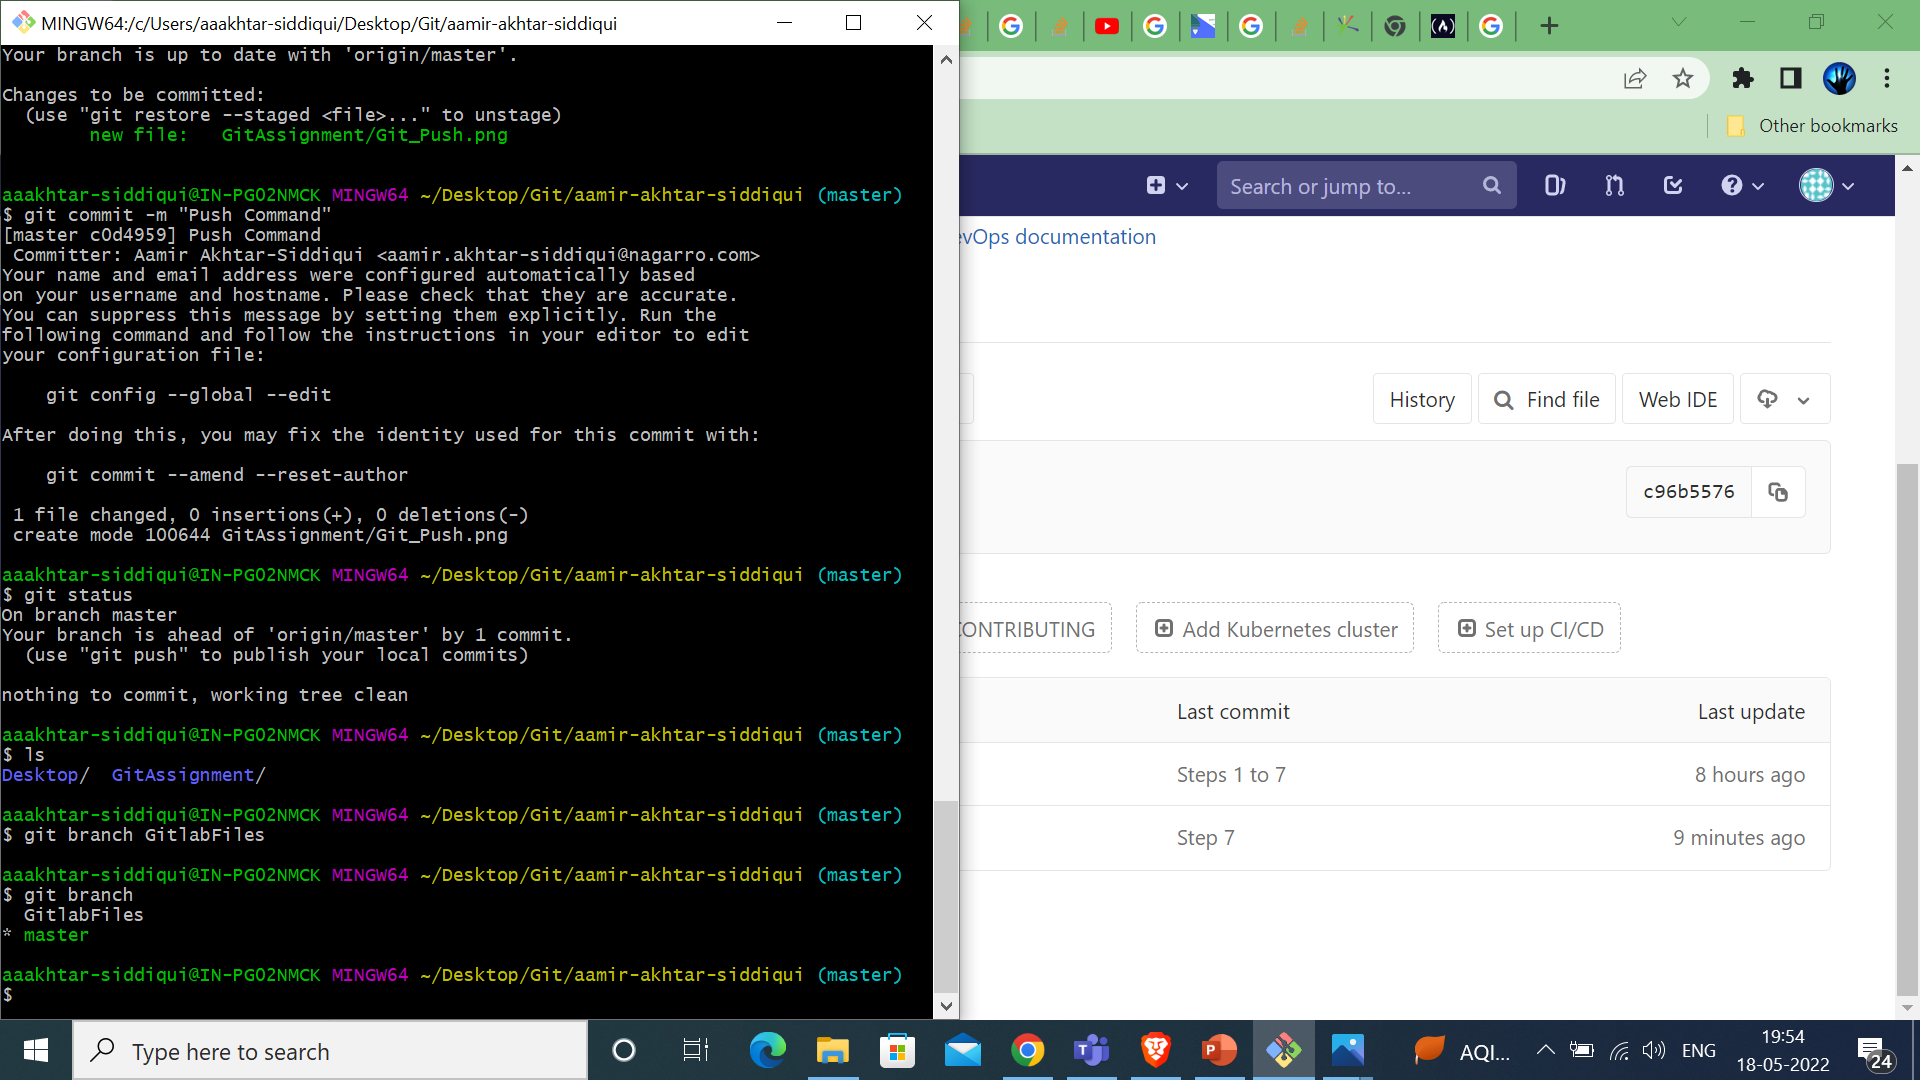 MINGW64:/c/Users/aaakhtar-siddiqui/Desktop/Git/aamir-akhtar-siddiqui
Your branch is up to date with 'origin/master'.
Changes to be committed:
(use "git restore --staged <file>..." to unstage)
new file:   GitAssignment/Git_Push.png
aaakhtar-siddiqui@IN-PG02NMCK MINGW64 ~/Desktop/Git/aamir-akhtar-siddiqui (master)
$ git commit -m "Push Command"
[master c0d4959] Push Command
Committer: Aamir Akhtar-Siddiqui <aamir.akhtar-siddiqui@nagarro.com>
Your name and email address were configured automatically based
on your username and hostname. Please check that they are accurate.
You can suppress this message by setting them explicitly. Run the
following command and follow the instructions in your editor to edit
your configuration file:
git config --global --edit
After doing this, you may fix the identity used for this commit with:
git commit --amend --reset-author
1 file changed, 0 insertions(+), 0 deletions(-)
create mode 100644 GitAssignment/Git_Push.png
aaakhtar-siddiqui@IN-PG02NMCK MINGW64 ~/Desktop/Git/aamir-akhtar-siddiqui (master)
$ git status
On branch master
Your branch is ahead of 'origin/master' by 1 commit.
(use "git push" to publish your local commits)
nothing to commit, working tree clean
aaakhtar-siddiqui@IN-PG02NMCK MINGW64 ~/Desktop/Git/aamir-akhtar-siddiqui (master)
$ ls
Desktop/  GitAssignment/
aaakhtar-siddiqui@IN-PG02NMCK MINGW64 ~/Desktop/Git/aamir-akhtar-siddiqui (master)
$ git branch GitlabFiles
aaakhtar-siddiqui@IN-PG02NMCK MINGW64 ~/Desktop/Git/aamir-akhtar-siddiqui (master)
$ git branch
GitlabFiles
* master
aaakhtar-siddiqui@IN-PG02NMCK MINGW64 ~/Desktop/Git/aamir-akhtar-siddiqui (master)
$
Other bookmarks
Search or jump to...
evOps documentation
History
Find file
Web IDE
c96b5576
CONTRIBUTING
Add Kubernetes cluster
Set up CI/CD
Last commit
Last update
Steps 1 to 7
8 hours ago
Step 7
9 minutes ago
Type here to search
AQI...
ENG
19:54
18-05-2022
24